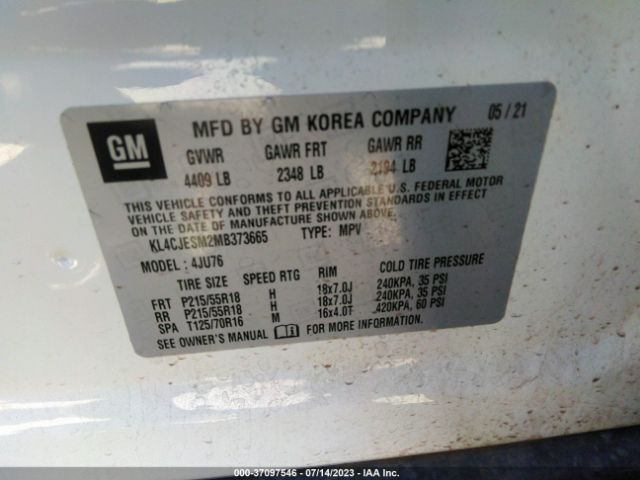 GM
MFD BY GM KOREA COMPANY 05/21
GVWR GAWR FRT GAWR RR
4409 LB 2348 LB 2194 LB
THIS VEHICLE CONFORMS TO ALL APPLICABLE U.S. FEDERAL MOTOR
VEHICLE SAFETY AND THEFT PREVENTION STANDARDS IN EFFECT
ON THE DATE OF MANUFACTURE SHOWN ABOVE.
KL4CJESM2MB373665 TYPE: MPV
MODEL: 4JU76
TIRE SIZE SPEED RTG RIM COLD TIRE PRESSURE
FRT P215/55R18 H 18x7.0J 240KPA, 35 PSI
RR P215/55R18 H 18x7.0J 240KPA, 35 PSI
SPA T125/70R16 M 16x4.0T 420KPA, 60 PSI
SEE OWNER'S MANUAL FOR MORE INFORMATION.
000-37097546 - 07/14/2023 - IAA Inc.